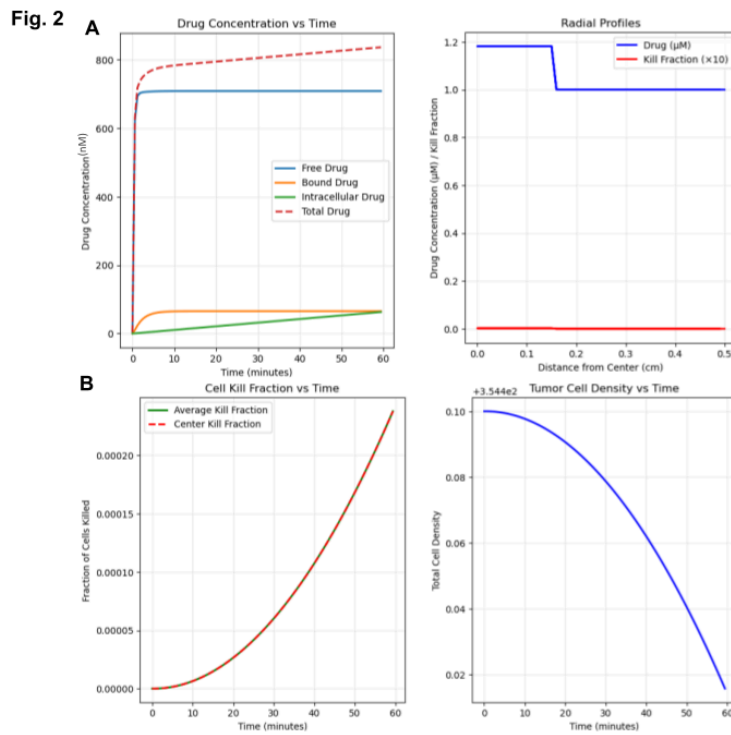 Fig. 2
A
Drug Concentration vs Time
Drug Concentration(nM)
800
600
400
200
0
Free Drug
Bound Drug
Intracellular Drug
Total Drug
0 10 20 30 40 50 60
Time (minutes)
Radial Profiles
Drug Concentration (μM) / Kill Fraction
1.2
1.0
0.8
0.6
0.4
0.2
0.0
Drug (μM)
Kill Fraction (×10)
0.0 0.1 0.2 0.3 0.4 0.5
Distance from Center (cm)
B
Cell Kill Fraction vs Time
Fraction of Cells Killed
0.00020
0.00015
0.00010
0.00005
0.00000
Average Kill Fraction
Center Kill Fraction
0 10 20 30 40 50 60
Time (minutes)
Tumor Cell Density vs Time
+3.544e2
Total Cell Density
0.10
0.08
0.06
0.04
0.02
0 10 20 30 40 50 60
Time (minutes)